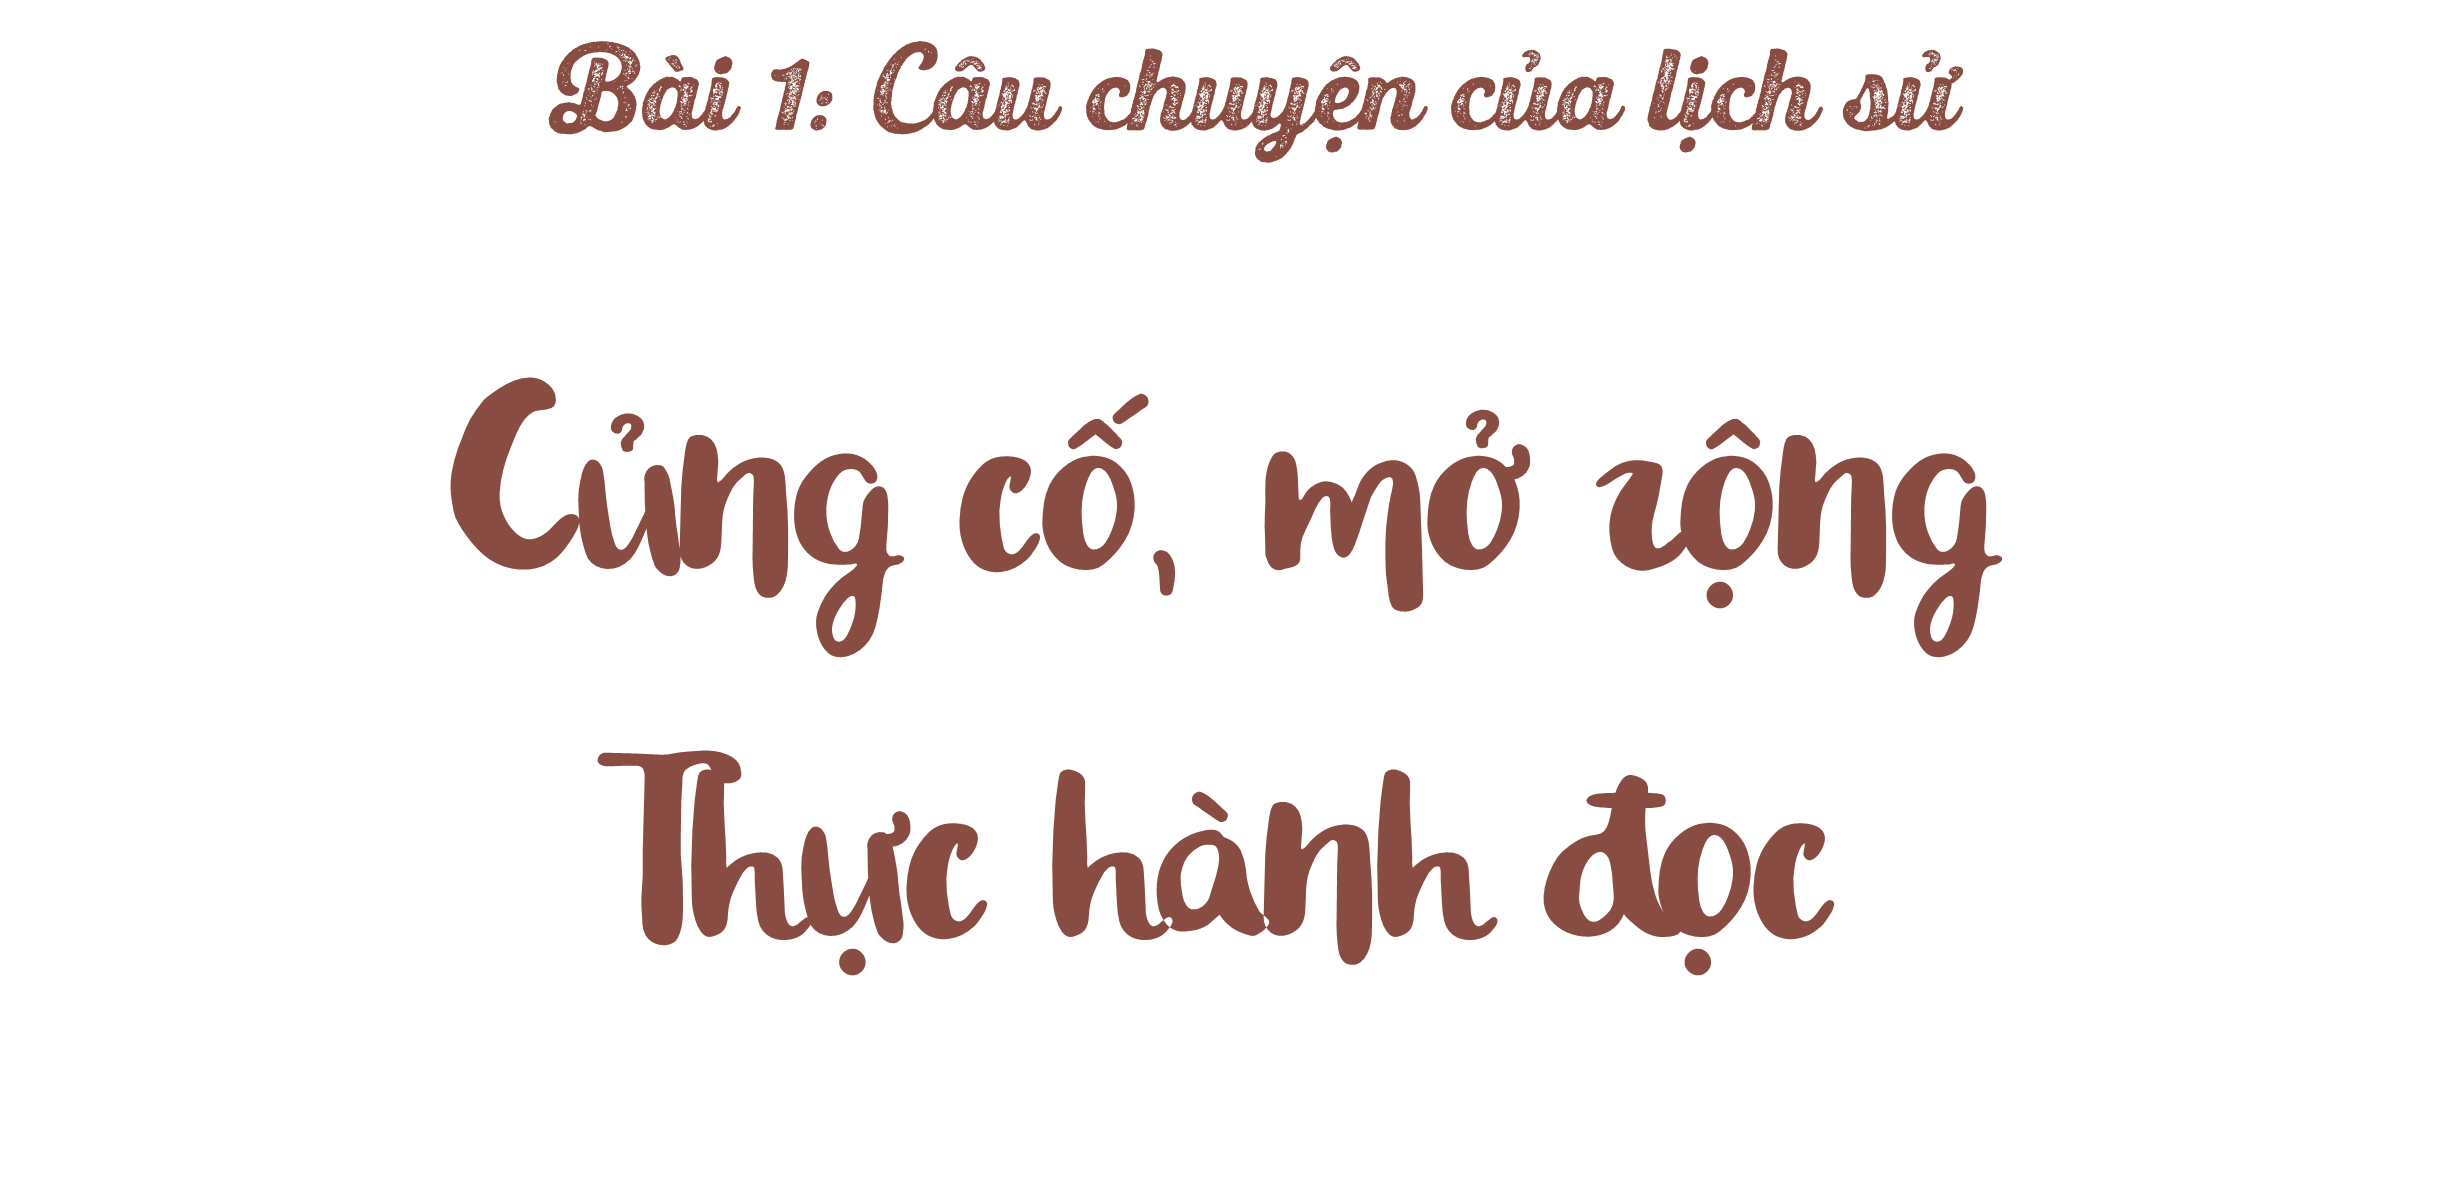 Bài 1: Câu chuyện của lịch sử
Củng cố, mở rộng
Thực hành đọc